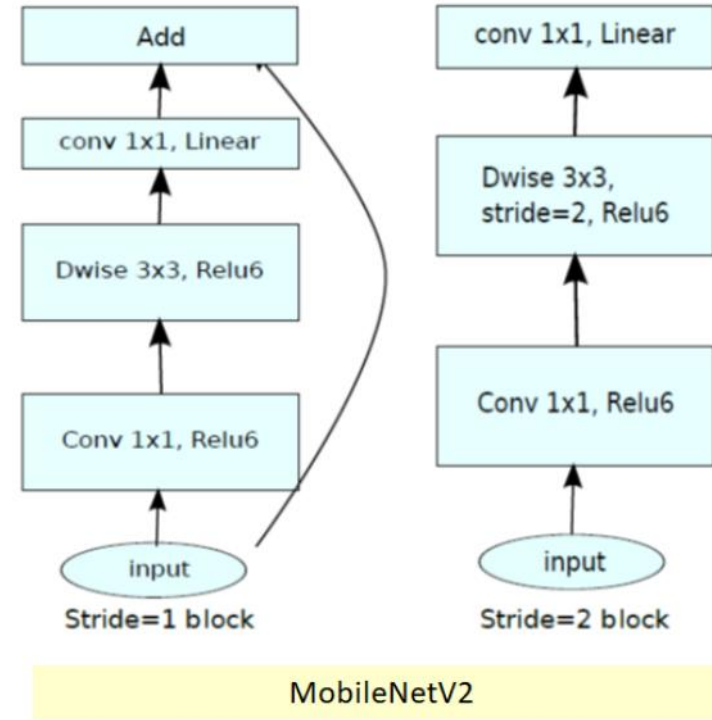 Add
conv 1x1, Linear
Dwise 3x3, Relu6
Conv 1x1, Relu6
input
Stride=1 block
conv 1x1, Linear
Dwise 3x3,
stride=2, Relu6
Conv 1x1, Relu6
input
Stride=2 block
MobileNetV2